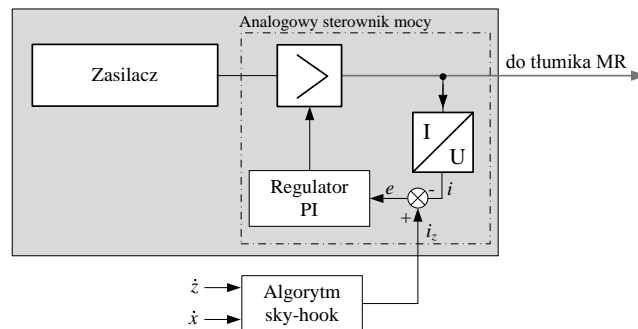 Analogowy sterownik mocy
Zasilacz
do tłumika MR
I
U
Regulator
PI
e
-
i
+
i_z
ż
ẋ
Algorytm
sky-hook